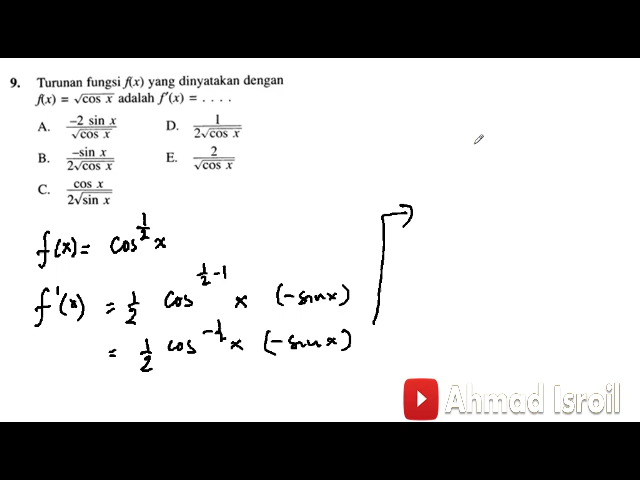 9. Turunan fungsi f(x) yang dinyatakan dengan
f(x) = √cos x adalah f'(x) = . . . .
A. −2 sin x / √cos x
D. 1 / 2√cos x
B. −sin x / 2√cos x
E. 2 / √cos x
C. cos x / 2√sin x
f(x) = cos^(1/2) x
f'(x) = 1/2 cos^(1/2 −1) x (−sin x)
= 1/2 cos^(−1/2) x (−sin x)
Ahmad Isroil